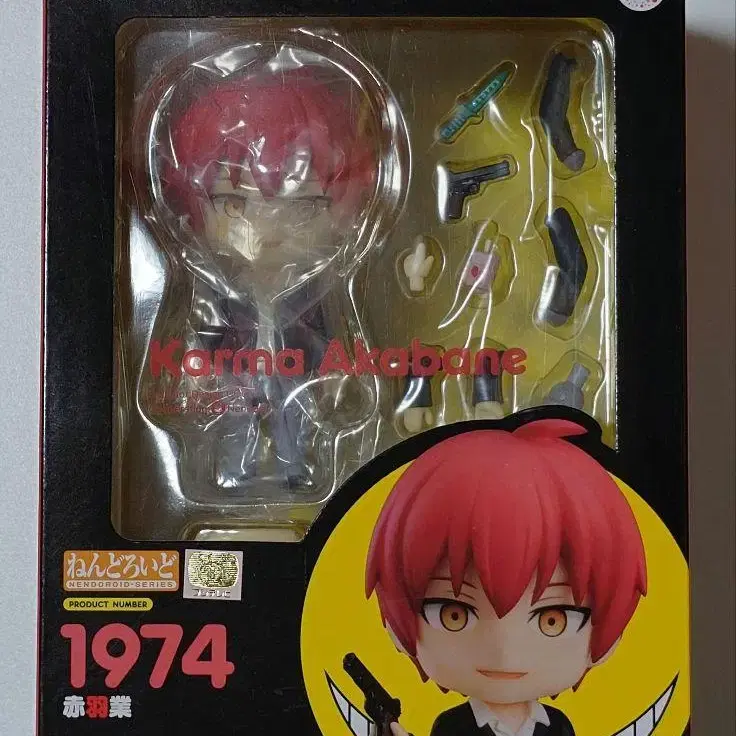 Karma Akabane
ねんどろいど
NENDOROID-SERIES
PRODUCT NUMBER
1974
赤羽業